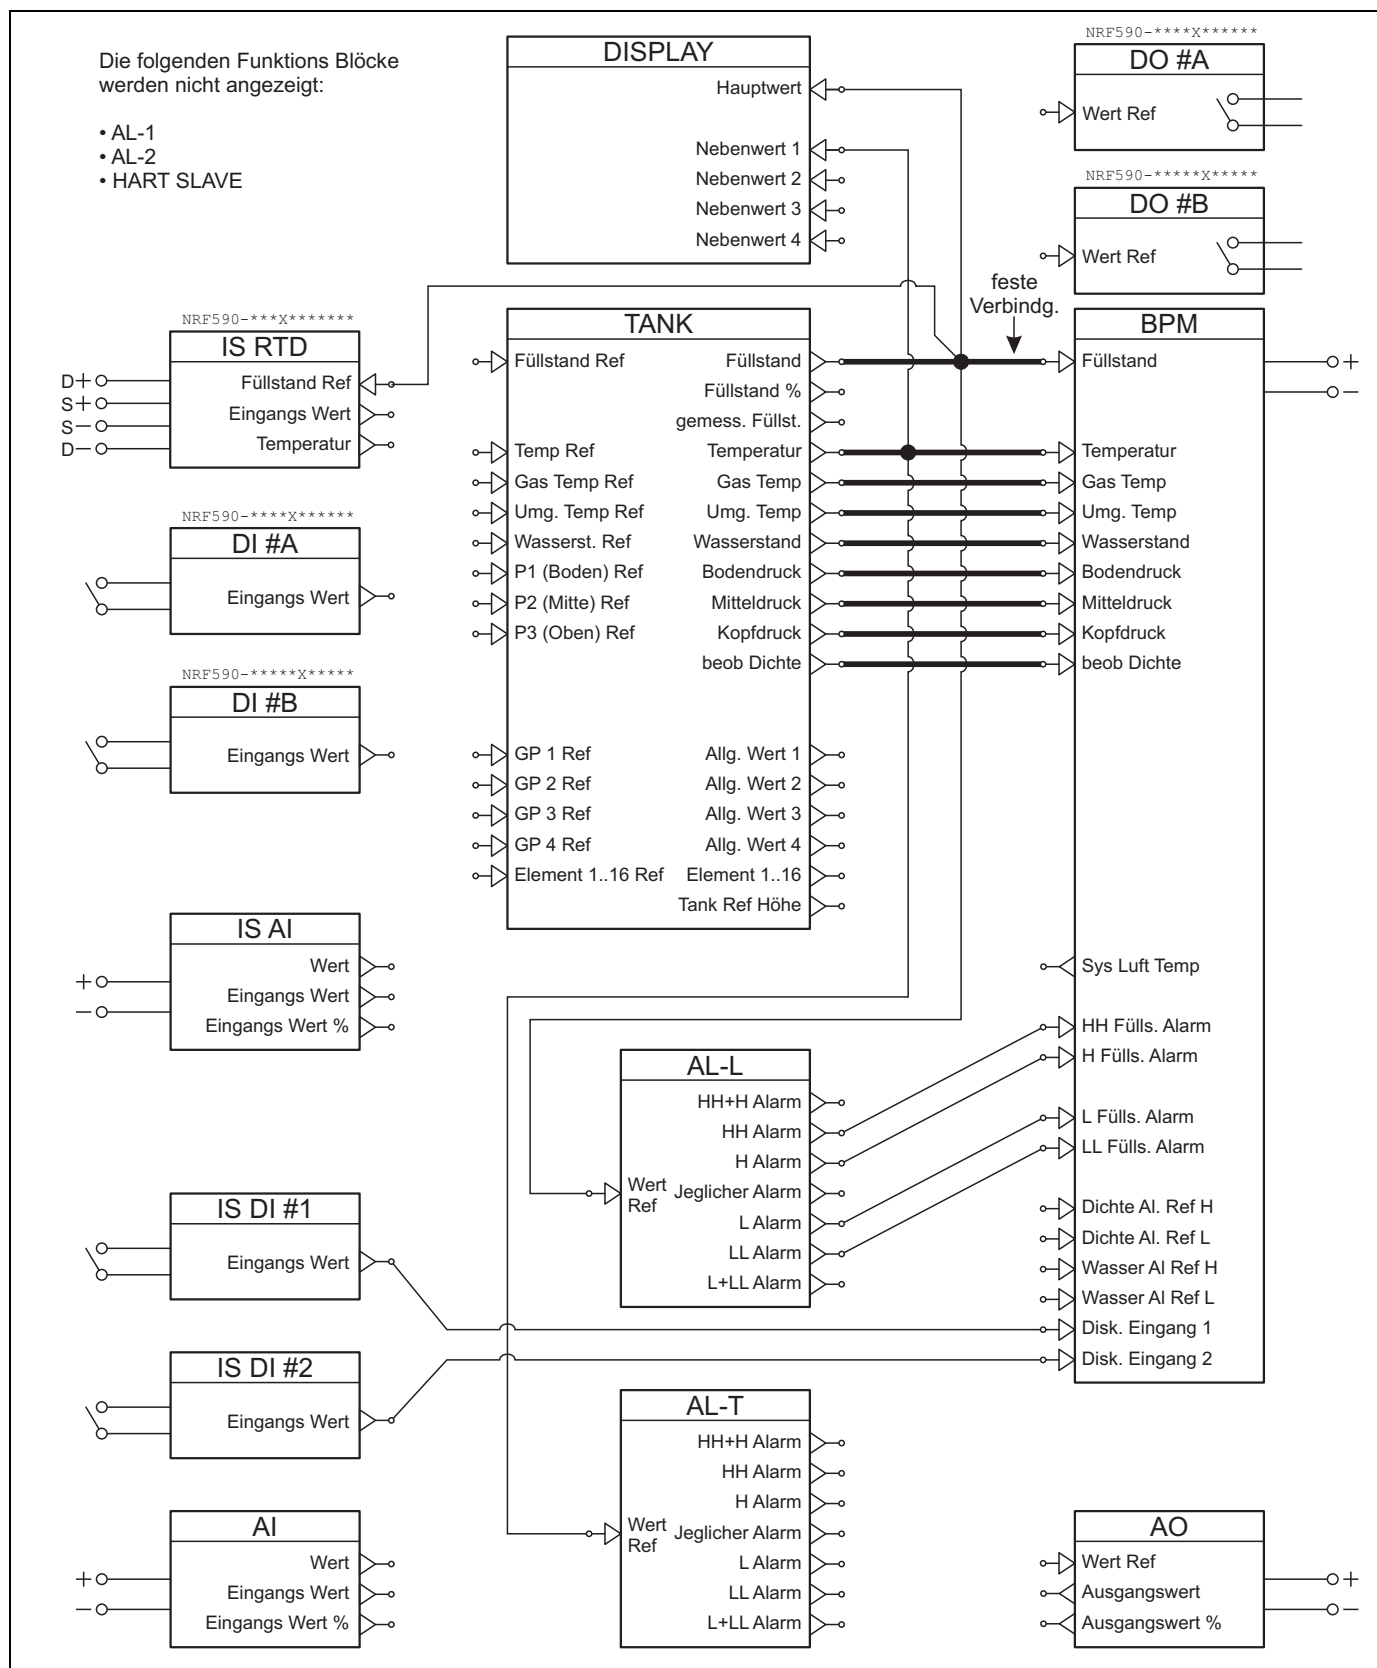 Die folgenden Funktions Blöcke
werden nicht angezeigt:
• AL-1
• AL-2
• HART SLAVE
DISPLAY
Hauptwert
Nebenwert 1
Nebenwert 2
Nebenwert 3
Nebenwert 4
NRF590-****X******
DO #A
Wert Ref
NRF590-*****X*****
DO #B
Wert Ref
feste
Verbindg.
NRF590-***X*******
IS RTD
D+
S+
S−
D−
Füllstand Ref
Eingangs Wert
Temperatur
NRF590-****X******
DI #A
Eingangs Wert
NRF590-*****X*****
DI #B
Eingangs Wert
TANK
Füllstand Ref
Temp Ref
Gas Temp Ref
Umg. Temp Ref
Wasserst. Ref
P1 (Boden) Ref
P2 (Mitte) Ref
P3 (Oben) Ref
GP 1 Ref
GP 2 Ref
GP 3 Ref
GP 4 Ref
Element 1..16 Ref
Füllstand
Füllstand %
gemess. Füllst.
Temperatur
Gas Temp
Umg. Temp
Wasserstand
Bodendruck
Mitteldruck
Kopfdruck
beob Dichte
Allg. Wert 1
Allg. Wert 2
Allg. Wert 3
Allg. Wert 4
Element 1..16
Tank Ref Höhe
BPM
Füllstand
+
−
Temperatur
Gas Temp
Umg. Temp
Wasserstand
Bodendruck
Mitteldruck
Kopfdruck
beob Dichte
Sys Luft Temp
HH Fülls. Alarm
H Fülls. Alarm
L Fülls. Alarm
LL Fülls. Alarm
Dichte Al. Ref H
Dichte Al. Ref L
Wasser Al Ref H
Wasser Al Ref L
Disk. Eingang 1
Disk. Eingang 2
IS AI
+
−
Wert
Eingangs Wert
Eingangs Wert %
AL-L
Wert
Ref
HH+H Alarm
HH Alarm
H Alarm
Jeglicher Alarm
L Alarm
LL Alarm
L+LL Alarm
IS DI #1
Eingangs Wert
IS DI #2
Eingangs Wert
AL-T
Wert
Ref
HH+H Alarm
HH Alarm
H Alarm
Jeglicher Alarm
L Alarm
LL Alarm
L+LL Alarm
AI
+
−
Wert
Eingangs Wert
Eingangs Wert %
AO
Wert Ref
Ausgangswert
Ausgangswert %
+
−